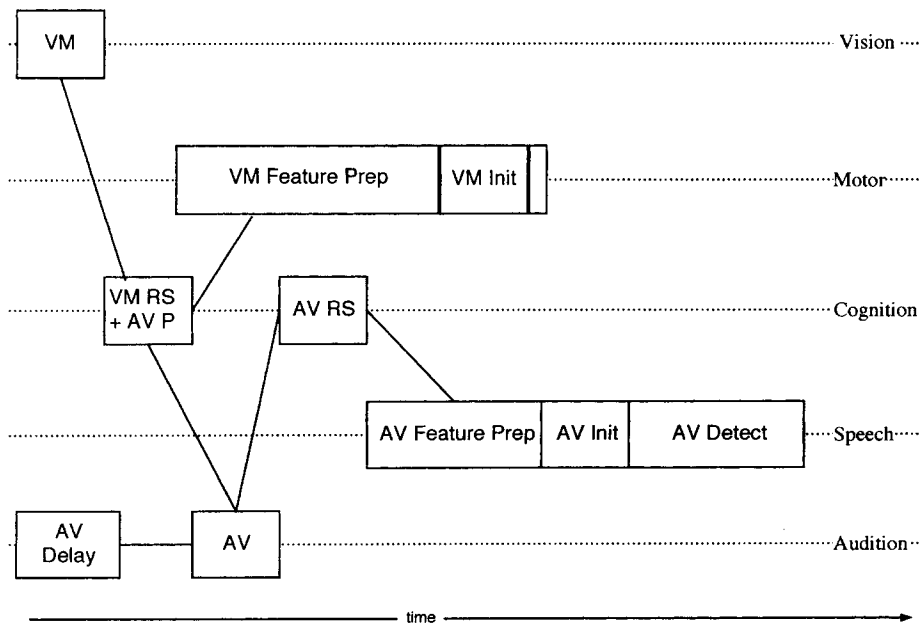 VM
Vision
VM Feature Prep
VM Init
Motor
VM RS
+ AV P
AV RS
Cognition
AV Feature Prep
AV Init
AV Detect
Speech
AV
Delay
AV
Audition
time